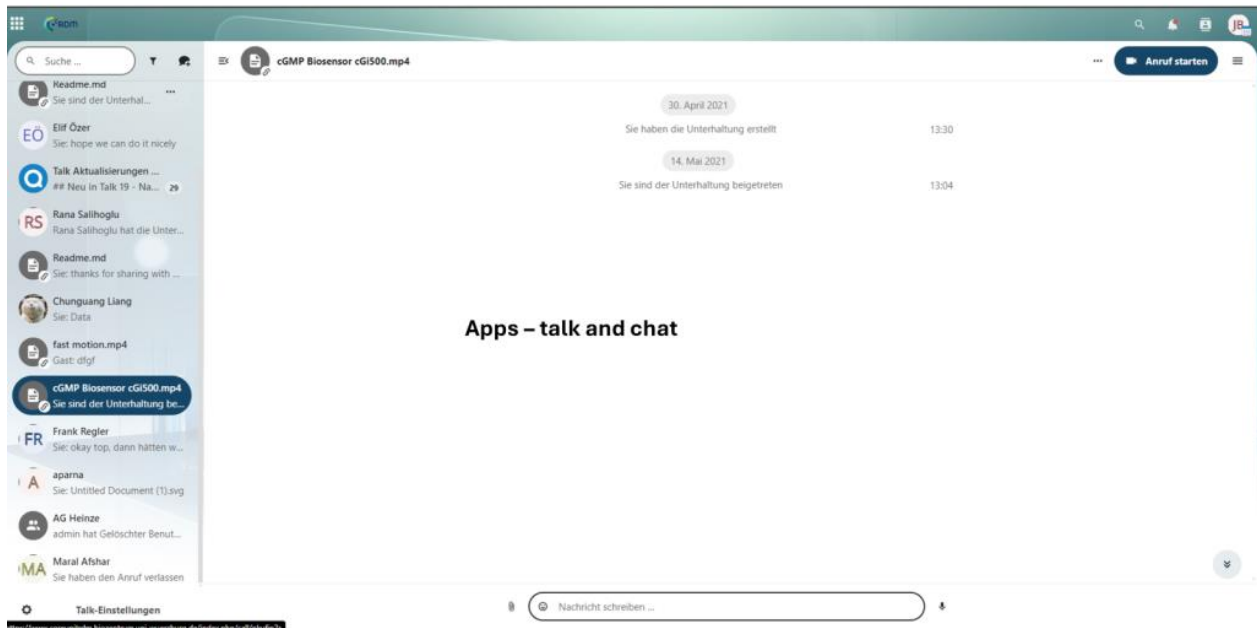 RDM
JB
Suche ...
cGMP Biosensor cGi500.mp4
Anruf starten
Readme.md
Sie sind der Unterhal...
EÖ
Elif Özer
Sie: hope we can do it nicely
Talk Aktualisierungen ...
## Neu in Talk 19 - Na... 29
RS
Rana Salihoglu
Rana Salihoglu hat die Unter...
Readme.md
Sie: thanks for sharing with ...
Chunguang Liang
Sie: Data
fast motion.mp4
Gast: dfgf
cGMP Biosensor cGi500.mp4
Sie sind der Unterhaltung be...
FR
Frank Regler
Sie: okay top, dann hätten w...
A
aparna
Sie: Untitled Document (1).svg
AG Heinze
admin hat Gelöschter Benut...
MA
Maral Afshar
Sie haben den Anruf verlassen
Talk-Einstellungen
30. April 2021
Sie haben die Unterhaltung erstellt 13:30
14. Mai 2021
Sie sind der Unterhaltung beigetreten 13:04
Apps – talk and chat
Nachricht schreiben ...